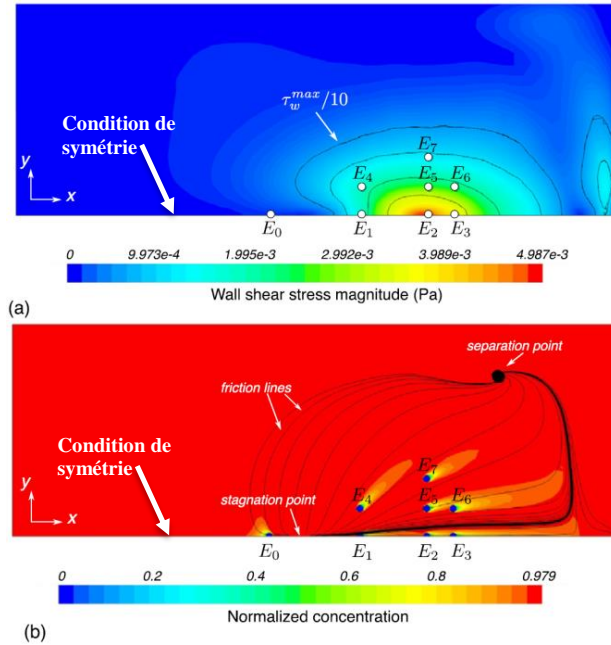 τ_w^max/10
Condition de
symétrie
y
x
E7
E4 E5 E6
E0 E1 E2 E3
0 9.973e-4 1.995e-3 2.992e-3 3.989e-3 4.987e-3
Wall shear stress magnitude (Pa)
(a)
separation point
friction lines
Condition de
symétrie
stagnation point
y
x
E7
E4 E5 E6
E0 E1 E2 E3
0 0.2 0.4 0.6 0.8 0.979
Normalized concentration
(b)